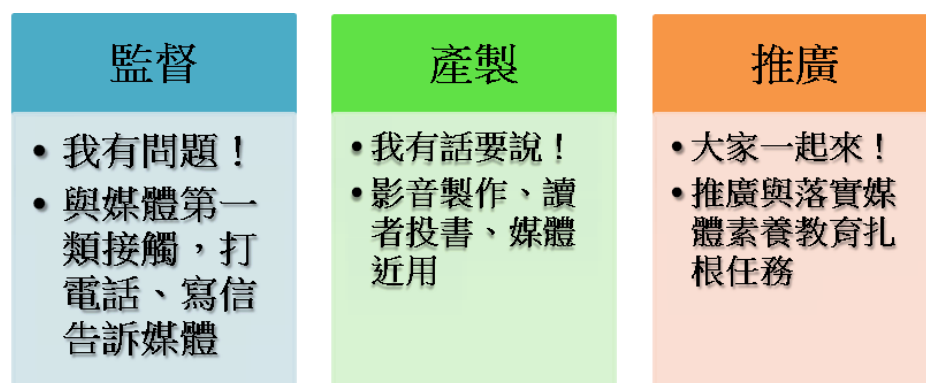 監督
• 我有問題！
• 與媒體第一
類接觸，打
電話、寫信
告訴媒體
產製
• 我有話要說！
• 影音製作、讀
者投書、媒體
近用
推廣
• 大家一起來！
• 推廣與落實媒
體素養教育扎
根任務